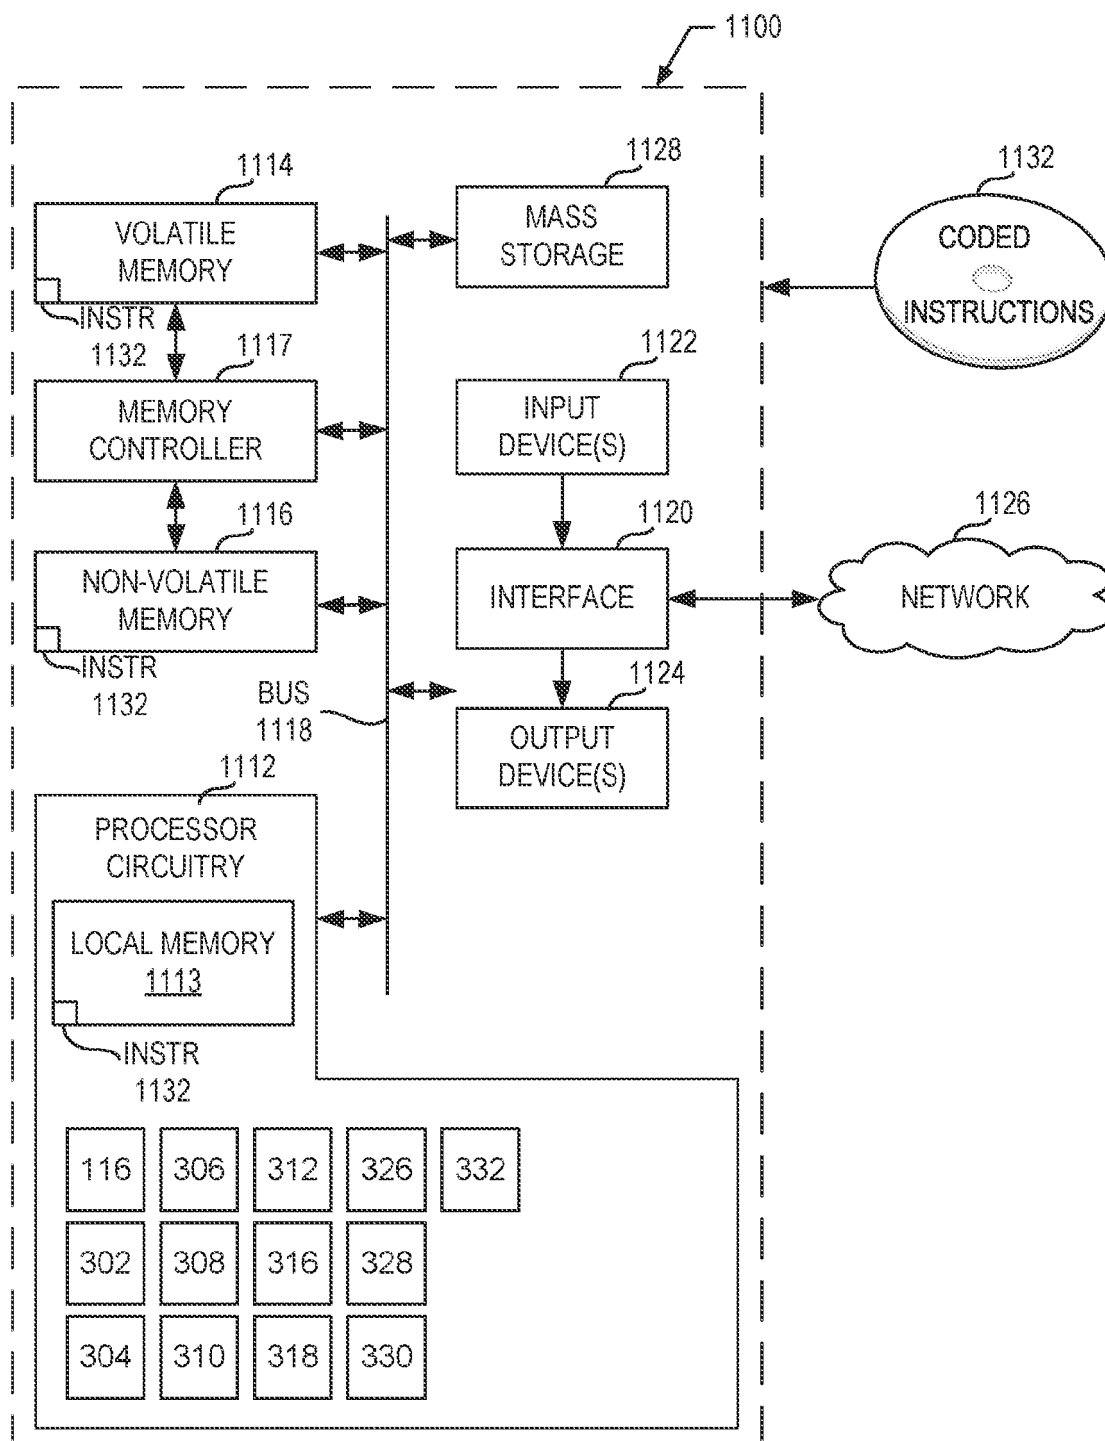 1100
1114
VOLATILE
MEMORY
INSTR
1132
1117
MEMORY
CONTROLLER
1116
NON-VOLATILE
MEMORY
INSTR
1132
1128
MASS
STORAGE
1122
INPUT
DEVICE(S)
1120
INTERFACE
1124
OUTPUT
DEVICE(S)
BUS
1118
1132
CODED
INSTRUCTIONS
1126
NETWORK
1112
PROCESSOR
CIRCUITRY
LOCAL MEMORY
1113
INSTR
1132
116 306 312 326 332
302 308 316 328
304 310 318 330